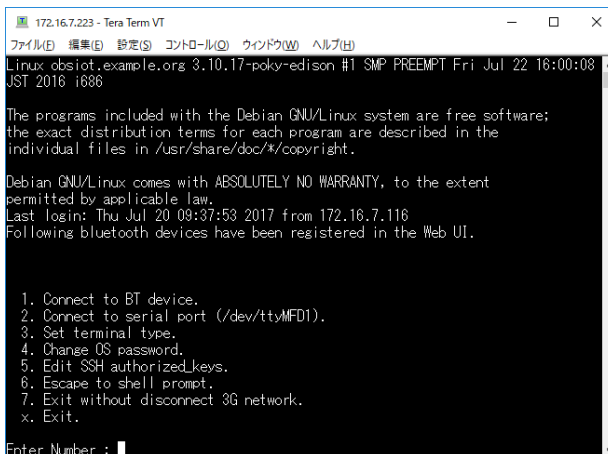 172.16.7.223 - Tera Term VT
ファイル(F) 編集(E) 設定(S) コントロール(O) ウィンドウ(W) ヘルプ(H)
Linux obsiot.example.org 3.10.17-poky-edison #1 SMP PREEMPT Fri Jul 22 16:00:08
JST 2016 i686
The programs included with the Debian GNU/Linux system are free software;
the exact distribution terms for each program are described in the
individual files in /usr/share/doc/*/copyright.
Debian GNU/Linux comes with ABSOLUTELY NO WARRANTY, to the extent
permitted by applicable law.
Last login: Thu Jul 20 09:37:53 2017 from 172.16.7.116
Following bluetooth devices have been registered in the Web UI.
1. Connect to BT device.
2. Connect to serial port (/dev/ttyMFD1).
3. Set terminal type.
4. Change OS password.
5. Edit SSH authorized_keys.
6. Escape to shell prompt.
7. Exit without disconnect 3G network.
x. Exit.
Enter Number :